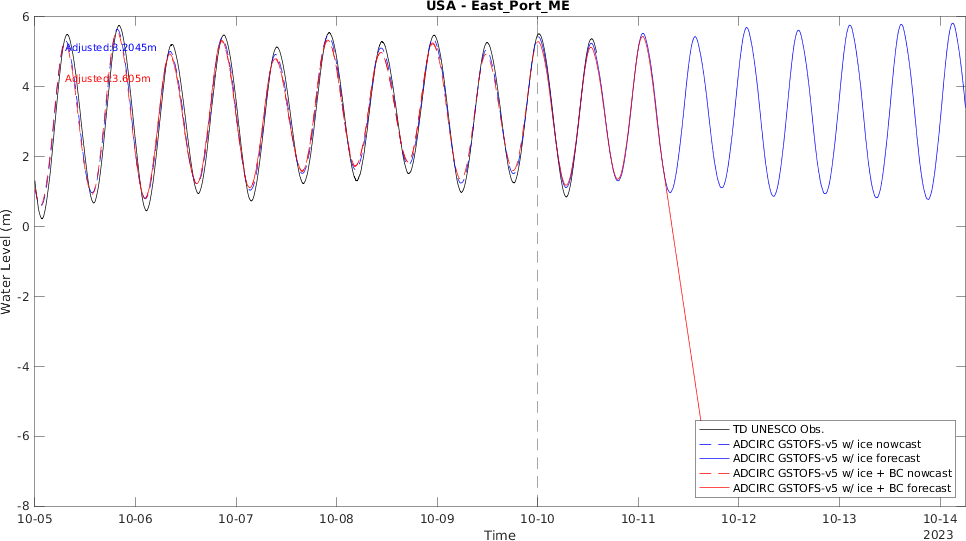 USA - East_Port_ME
6
Adjusted:3.2045m
Adjusted:3.605m
4
2
0
-2
-4
-6
-8
Water Level (m)
TD UNESCO Obs.
ADCIRC GSTOFS-v5 w/ ice nowcast
ADCIRC GSTOFS-v5 w/ ice forecast
ADCIRC GSTOFS-v5 w/ ice + BC nowcast
ADCIRC GSTOFS-v5 w/ ice + BC forecast
10-05 10-06 10-07 10-08 10-09 10-10 10-11 10-12 10-13 10-14
Time 2023